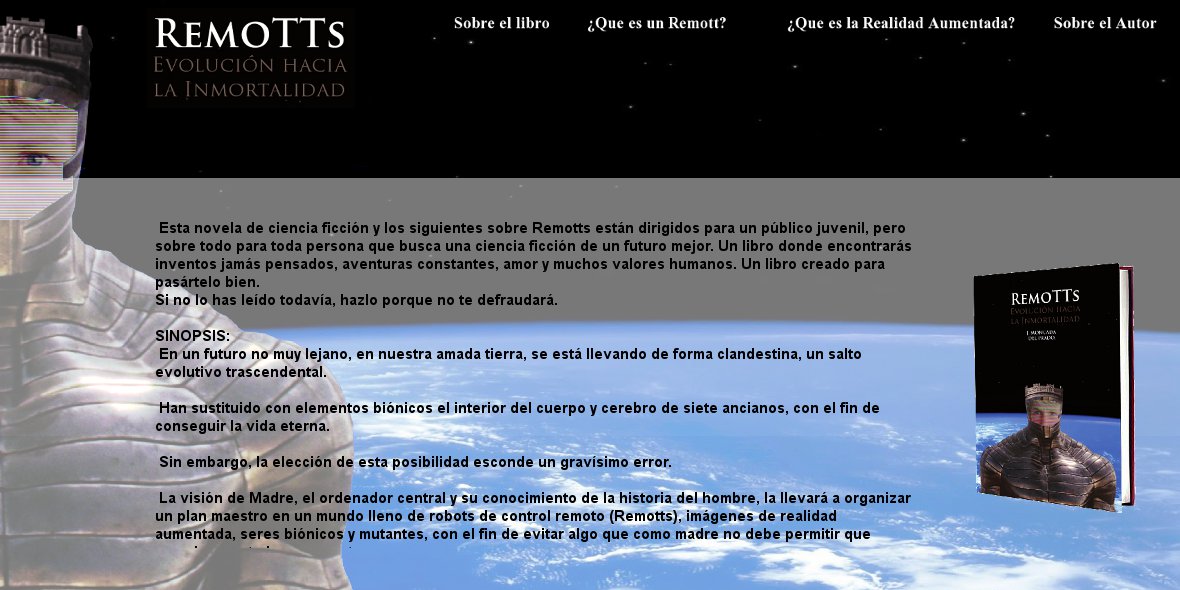 REMOTTS
EVOLUCIÓN HACIA
LA INMORTALIDAD
Sobre el libro
¿Que es un Remott?
¿Que es la Realidad Aumentada?
Sobre el Autor
Esta novela de ciencia ficción y los siguientes sobre Remotts están dirigidos para un público juvenil, pero
sobre todo para toda persona que busca una ciencia ficción de un futuro mejor. Un libro donde encontrarás
inventos jamás pensados, aventuras constantes, amor y muchos valores humanos. Un libro creado para
pasártelo bien.
Si no lo has leído todavía, hazlo porque no te defraudará.
SINOPSIS:
En un futuro no muy lejano, en nuestra amada tierra, se está llevando de forma clandestina, un salto
evolutivo trascendental.
Han sustituido con elementos biónicos el interior del cuerpo y cerebro de siete ancianos, con el fin de
conseguir la vida eterna.
Sin embargo, la elección de esta posibilidad esconde un gravísimo error.
La visión de Madre, el ordenador central y su conocimiento de la historia del hombre, la llevará a organizar
un plan maestro en un mundo lleno de robots de control remoto (Remotts), imágenes de realidad
aumentada, seres biónicos y mutantes, con el fin de evitar algo que como madre no debe permitir que
REMOTTS
EVOLUCIÓN HACIA
LA INMORTALIDAD
J. MONCADA
DEL PRADO